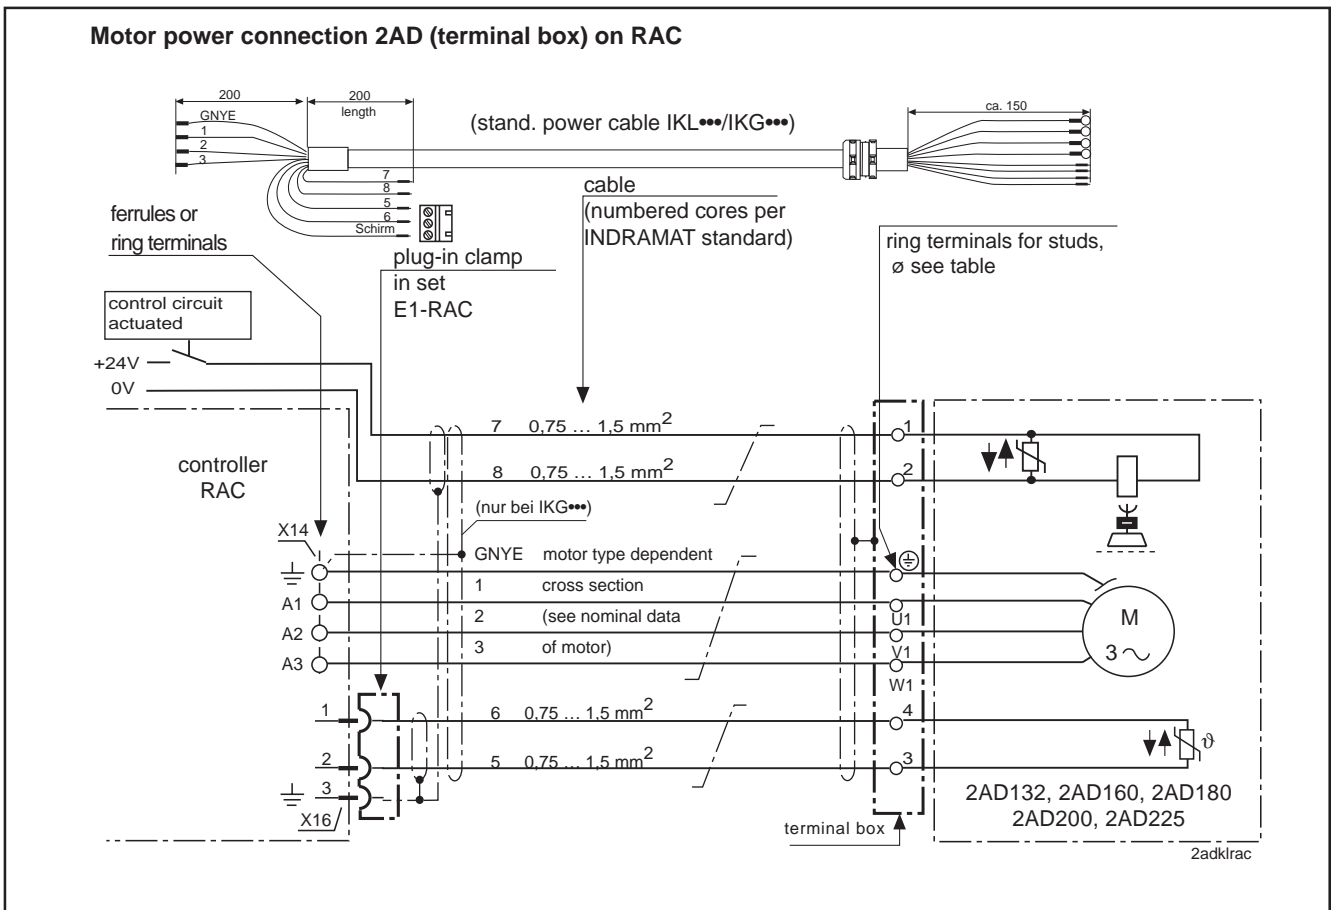 Motor power connection 2AD (terminal box) on RAC
200
200
length
ca. 150
GNYE
1
2
3
(stand. power cable IKL•••/IKG•••)
7
8
5
6
Schirm
cable
(numbered cores per
INDRAMAT standard)
ferrules or
ring terminals
ring terminals for studs,
ø see table
plug-in clamp
in set
E1-RAC
control circuit
actuated
+24V
0V
7 0,75 … 1,5 mm2
1
controller
RAC
8 0,75 … 1,5 mm2
2
(nur bei IKG•••)
X14
GNYE motor type dependent
1 cross section
A1
U1
2 (see nominal data
A2
V1
3 of motor)
A3
W1
M
3
1
6 0,75 … 1,5 mm2
4
2
5 0,75 … 1,5 mm2
3
ϑ
3
X16
2AD132, 2AD160, 2AD180
2AD200, 2AD225
terminal box
2adklrac